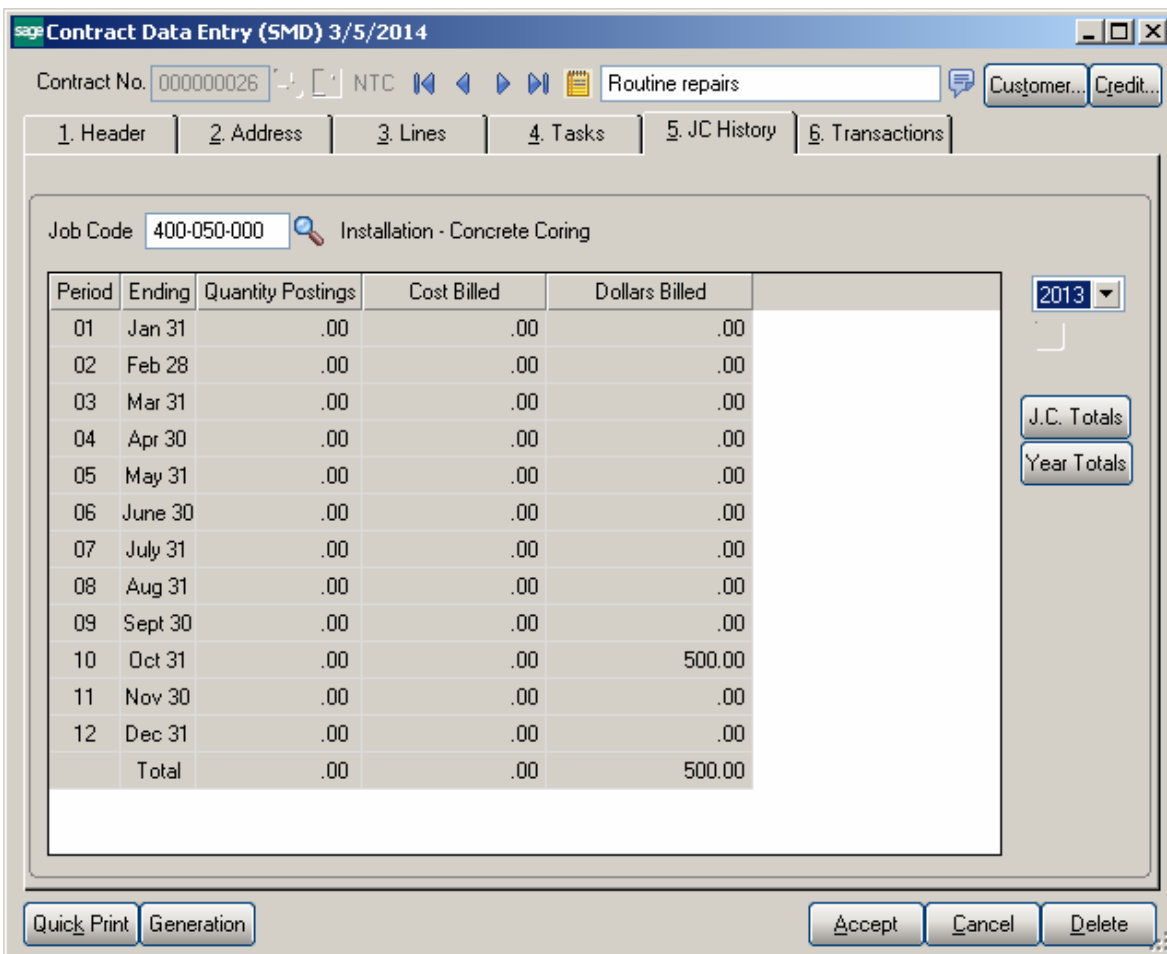 sage Contract Data Entry (SMD) 3/5/2014
Contract No. 000000026 NTC Routine repairs Customer... Credit...
1. Header 2. Address 3. Lines 4. Tasks 5. JC History 6. Transactions
Job Code 400-050-000 Installation - Concrete Coring
Period Ending Quantity Postings Cost Billed Dollars Billed
2013
01 Jan 31 .00 .00 .00
02 Feb 28 .00 .00 .00
03 Mar 31 .00 .00 .00
04 Apr 30 .00 .00 .00
05 May 31 .00 .00 .00
06 June 30 .00 .00 .00
07 July 31 .00 .00 .00
08 Aug 31 .00 .00 .00
09 Sept 30 .00 .00 .00
10 Oct 31 .00 .00 500.00
11 Nov 30 .00 .00 .00
12 Dec 31 .00 .00 .00
Total .00 .00 500.00
J.C. Totals
Year Totals
Quick Print Generation Accept Cancel Delete